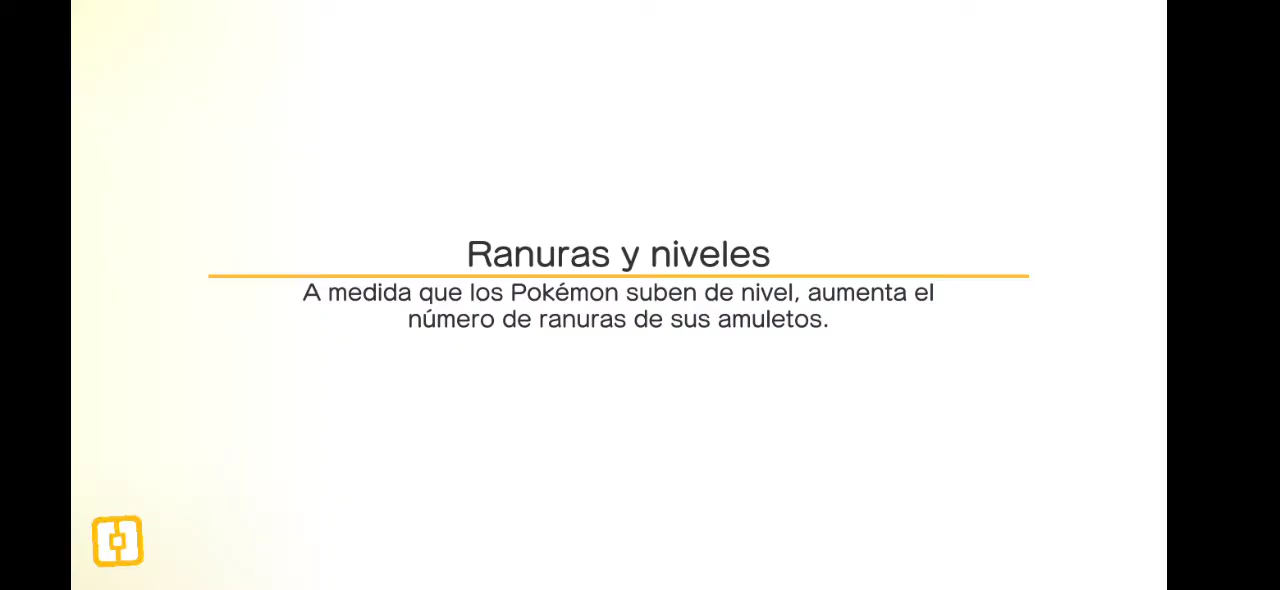 Ranuras y niveles
A medida que los Pokémon suben de nivel, aumenta el
número de ranuras de sus amuletos.